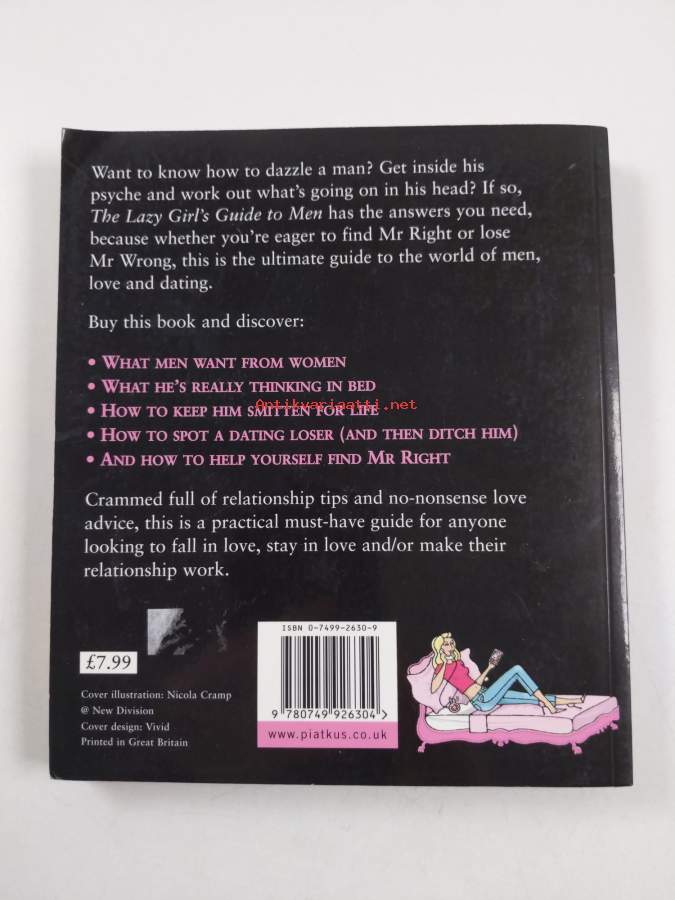 Want to know how to dazzle a man? Get inside his
psyche and work out what's going on in his head? If so,
The Lazy Girl's Guide to Men has the answers you need,
because whether you're eager to find Mr Right or lose
Mr Wrong, this is the ultimate guide to the world of men,
love and dating.
Buy this book and discover:
• WHAT MEN WANT FROM WOMEN
• WHAT HE'S REALLY THINKING IN BED
• HOW TO KEEP HIM SMITTEN FOR LIFE
Antikvariaatti.net
• HOW TO SPOT A DATING LOSER (AND THEN DITCH HIM)
• AND HOW TO HELP YOURSELF FIND MR RIGHT
Crammed full of relationship tips and no-nonsense love
advice, this is a practical must-have guide for anyone
looking to fall in love, stay in love and/or make their
relationship work.
£7.99
Cover illustration: Nicola Cramp
@ New Division
Cover design: Vivid
Printed in Great Britain
ISBN 0-7499-2630-9
9 780749 926304
www.piatkus.co.uk